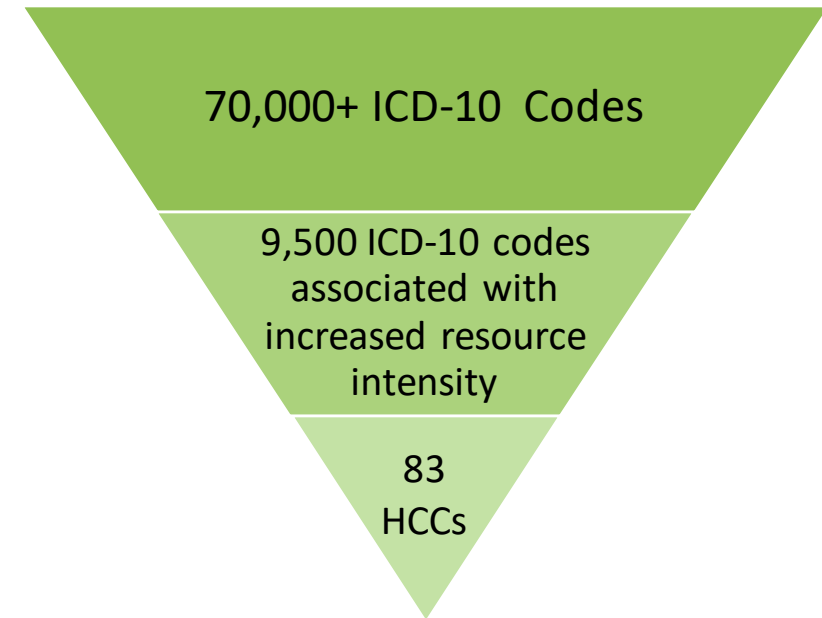 70,000+ ICD-10 Codes
9,500 ICD-10 codes
associated with
increased resource
intensity
83
HCCs